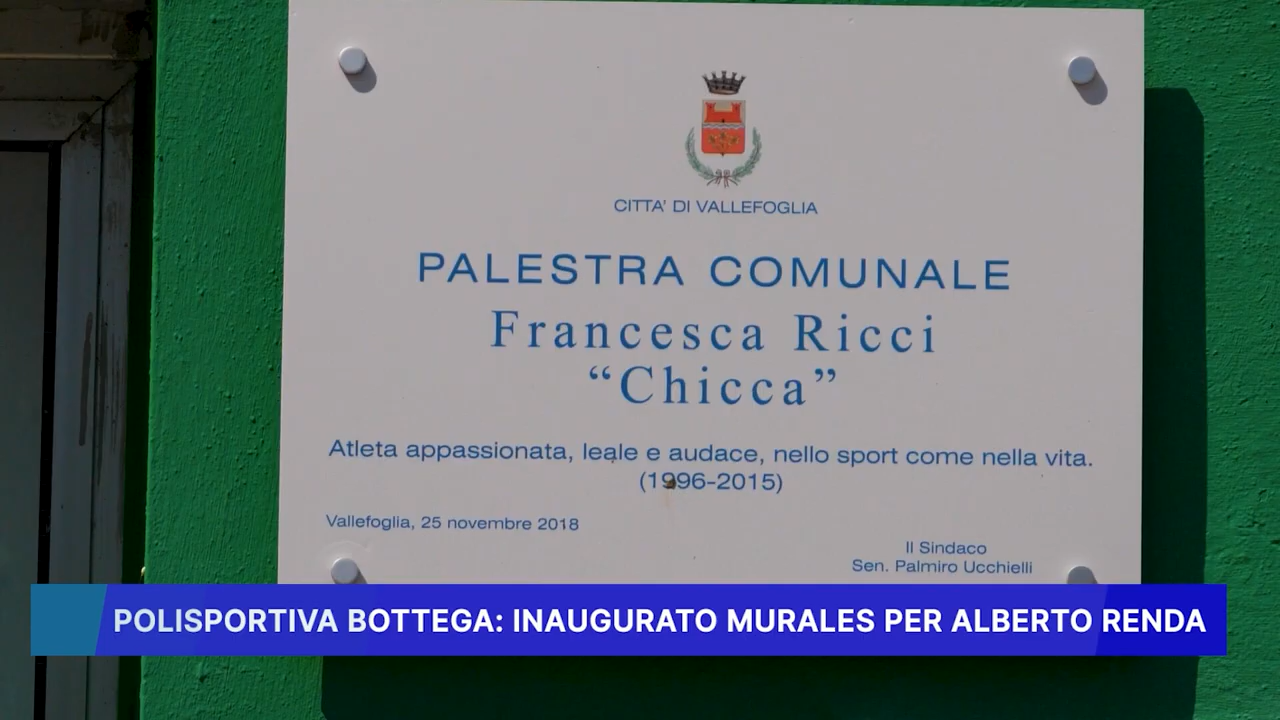 CITTA' DI VALLEFOGLIA
PALESTRA COMUNALE
Francesca Ricci
“Chicca”
Atleta appassionata, leale e audace, nello sport come nella vita.
(1996-2015)
Vallefoglia, 25 novembre 2018
Il Sindaco
Sen. Palmiro Ucchielli
POLISPORTIVA BOTTEGA: INAUGURATO MURALES PER ALBERTO RENDA